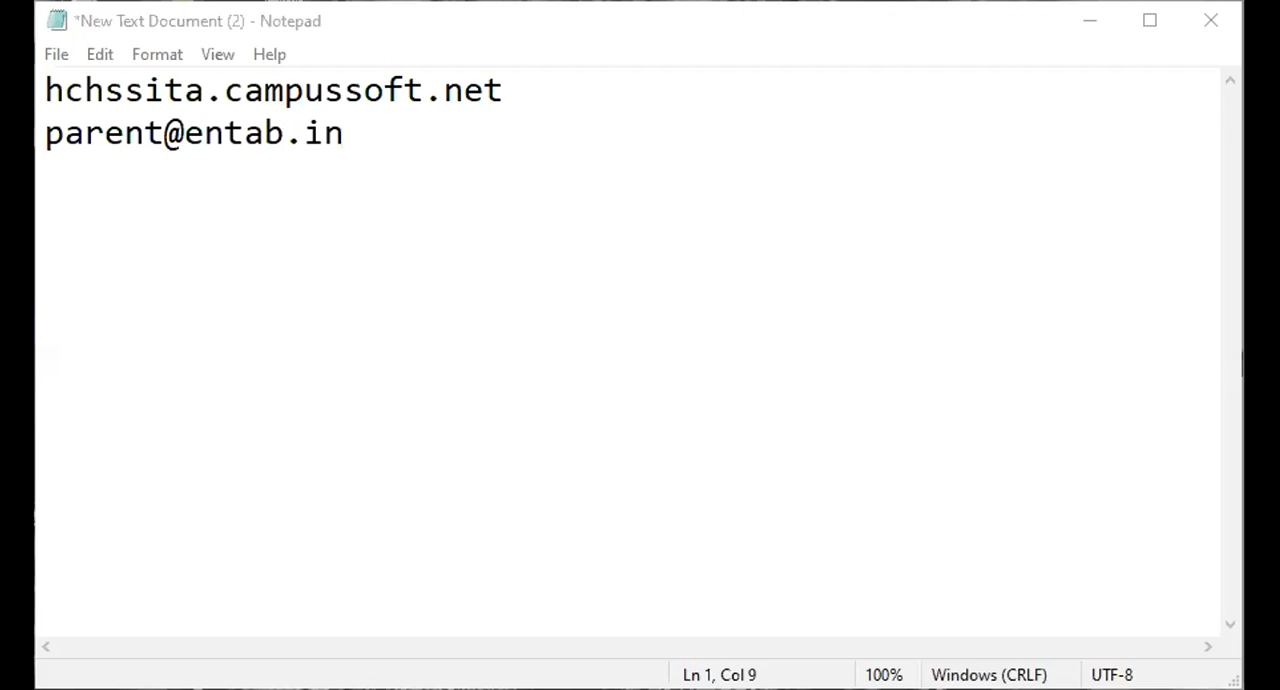 *New Text Document (2) - Notepad
File Edit Format View Help
hchssita.campussoft.net
parent@entab.in
Ln 1, Col 9 100% Windows (CRLF) UTF-8